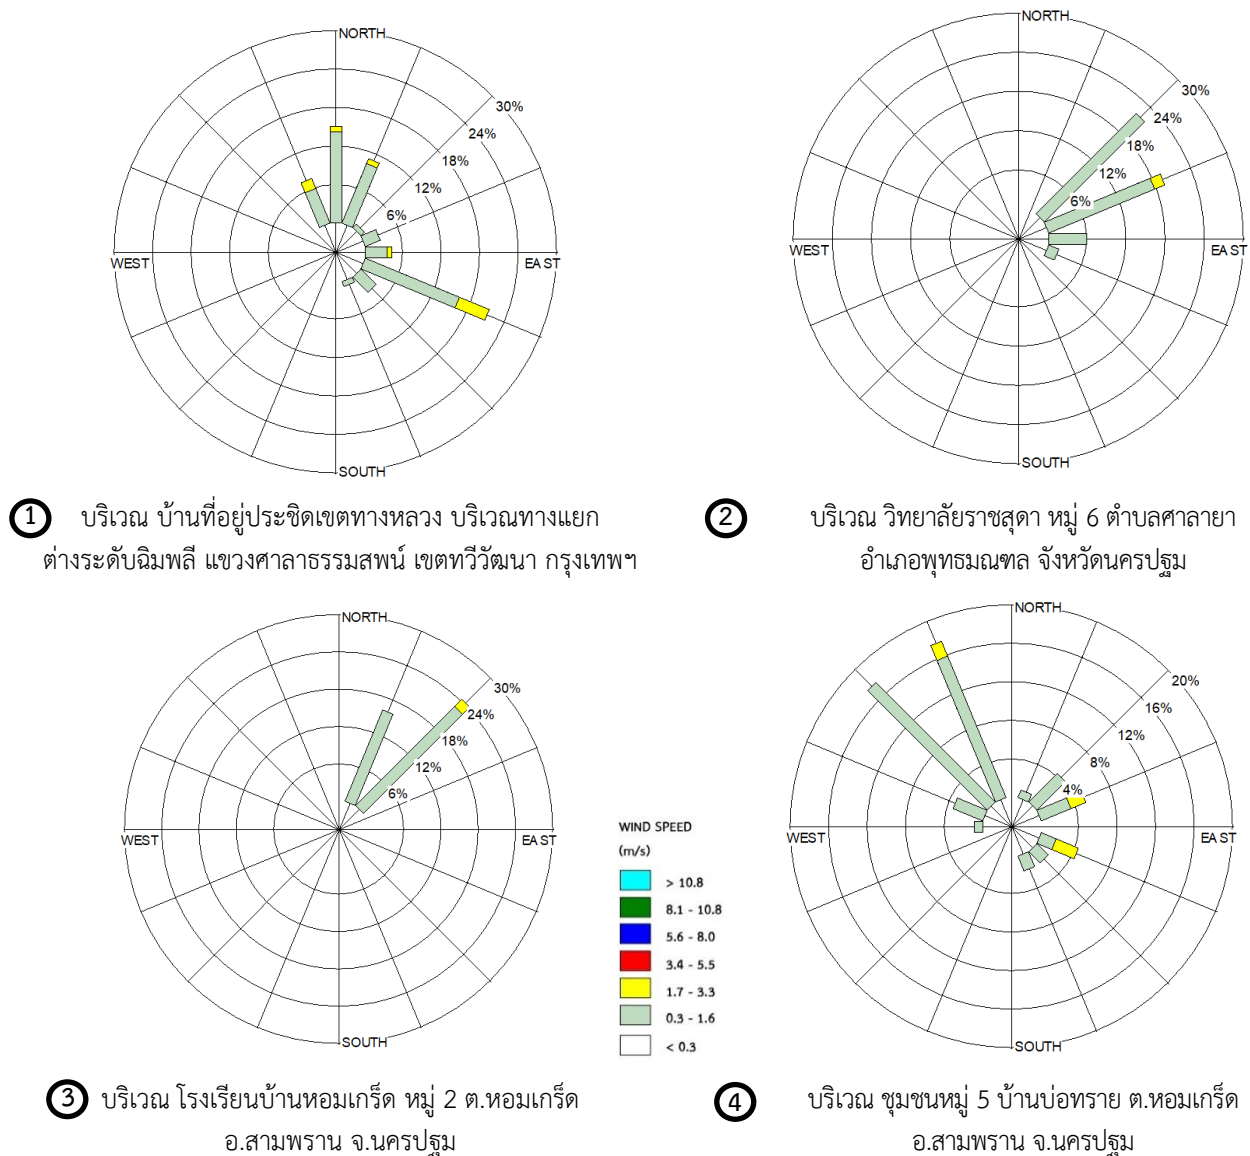 NORTH
30%
24%
18%
12%
6%
WEST
EAST
SOUTH
1 บริเวณ บ้านที่อยู่ประชิดเขตทางหลวง บริเวณทางแยก
ต่างระดับฉิมพลี แขวงศาลาธรรมสพน์ เขตทวีวัฒนา กรุงเทพฯ
NORTH
30%
24%
18%
12%
6%
WEST
EAST
SOUTH
2 บริเวณ วิทยาลัยราชสุดา หมู่ 6 ตำบลศาลายา
อำเภอพุทธมณฑล จังหวัดนครปฐม
NORTH
30%
24%
18%
12%
6%
WEST
EAST
SOUTH
3 บริเวณ โรงเรียนบ้านหอมเกร็ด หมู่ 2 ต.หอมเกร็ด
อ.สามพราน จ.นครปฐม
WIND SPEED
(m/s)
> 10.8
8.1 - 10.8
5.6 - 8.0
3.4 - 5.5
1.7 - 3.3
0.3 - 1.6
< 0.3
NORTH
20%
16%
12%
8%
4%
WEST
EAST
SOUTH
4 บริเวณ ชุมชนหมู่ 5 บ้านบ่อทราย ต.หอมเกร็ด
อ.สามพราน จ.นครปฐม